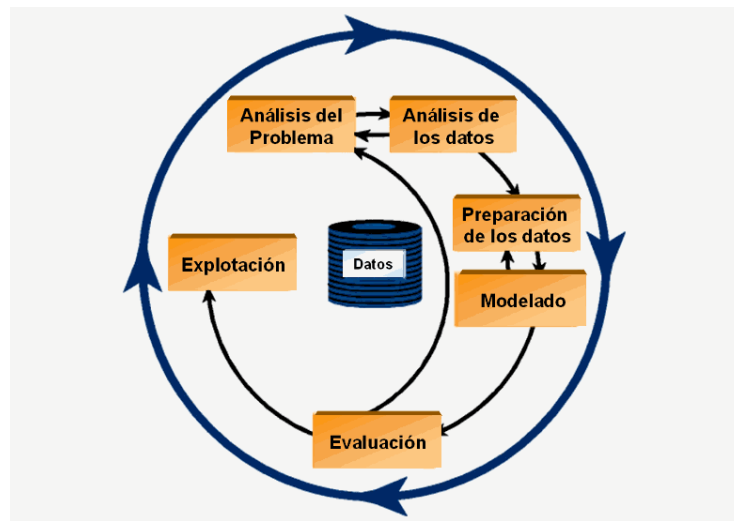 Análisis del
Problema
Análisis de
los datos
Preparación
de los datos
Modelado
Evaluación
Explotación
Datos